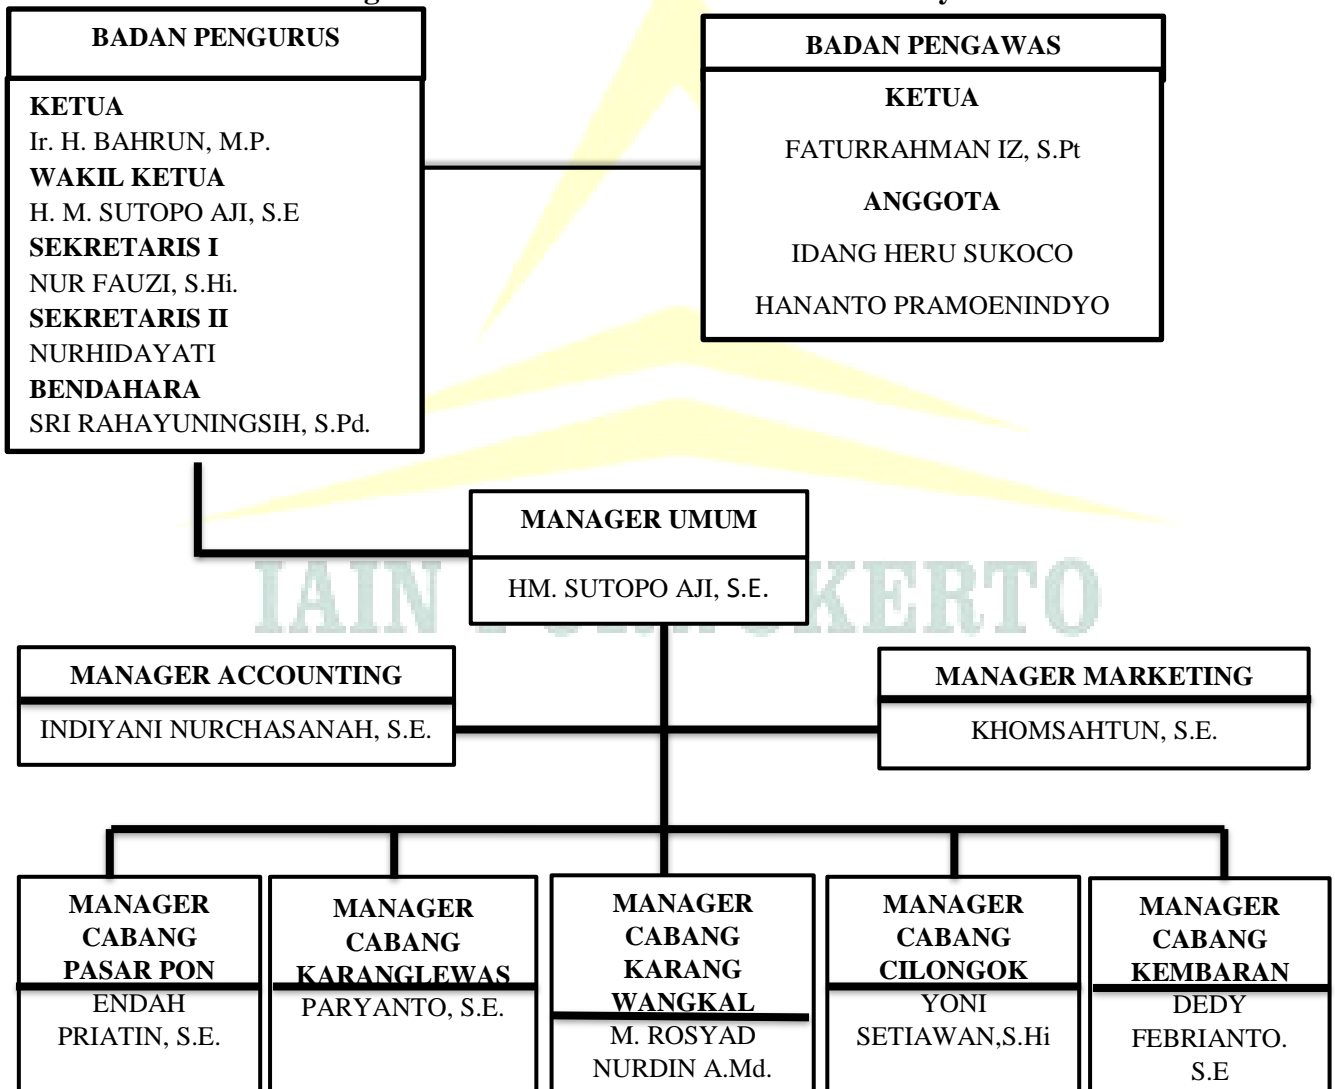 BADAN PENGURUS
KETUA
Ir. H. BAHRUN, M.P.
WAKIL KETUA
H. M. SUTOPO AJI, S.E
SEKRETARIS I
NUR FAUZI, S.Hi.
SEKRETARIS II
NURHIDAYATI
BENDAHARA
SRI RAHAYUNINGSIH, S.Pd.
BADAN PENGAWAS
KETUA
FATURRAHMAN IZ, S.Pt
ANGGOTA
IDANG HERU SUKOCO
HANANTO PRAMOENINDYO
MANAGER UMUM
HM. SUTOPO AJI, S.E.
IAIN
MANAGER ACCOUNTING
INDIYANI NURCHASANAH, S.E.
MANAGER MARKETING
KHOMSAHTUN, S.E.
MANAGER
CABANG
PASAR PON
ENDAH
PRIATIN, S.E.
MANAGER
CABANG
KARANGLEWAS
PARYANTO, S.E.
MANAGER
CABANG
KARANG
WANGKAL
M. ROSYAD
NURDIN A.Md.
MANAGER
CABANG
CILONGOK
YONI
SETIAWAN,S.Hi
MANAGER
CABANG
KEMBARAN
DEDY
FEBRIANTO.
S.E